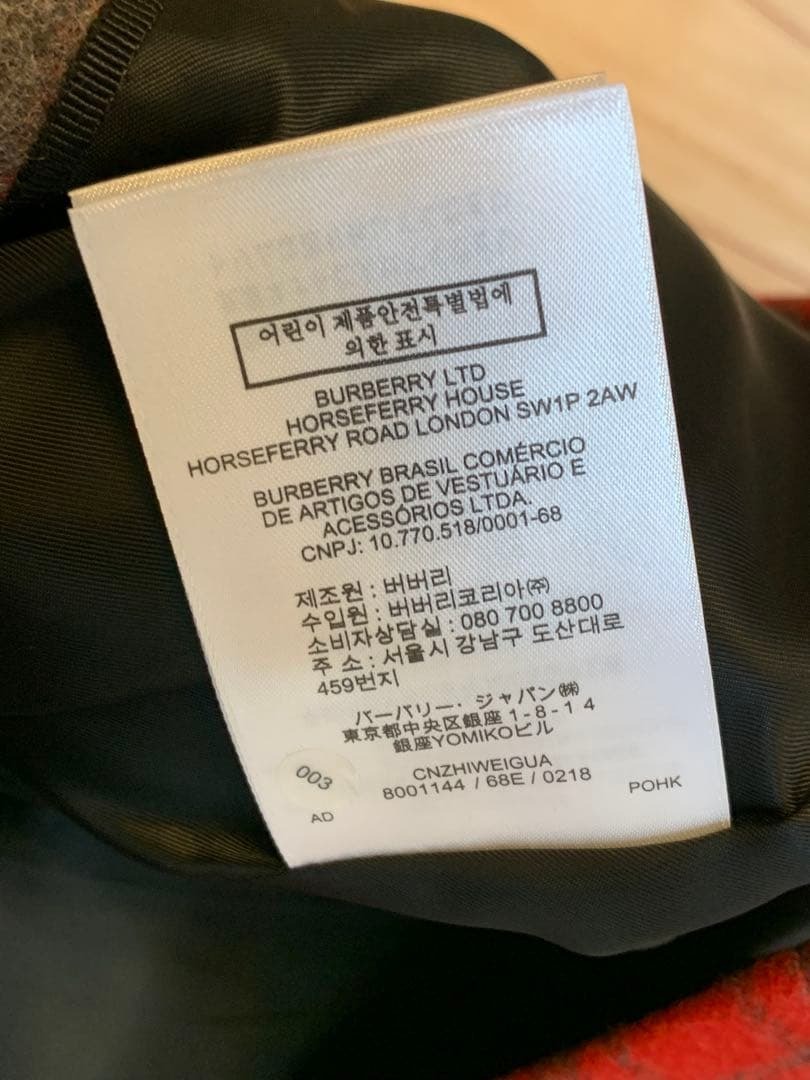 어린이 제품안전특별법에
의한 표시
BURBERRY LTD
HORSEFERRY HOUSE
HORSEFERRY ROAD LONDON SW1P 2AW
BURBERRY BRASIL COMÉRCIO
DE ARTIGOS DE VESTUÁRIO E
ACESSÓRIOS LTDA.
CNPJ: 10.770.518/0001-68
제조원 : 버버리
수입원 : 버버리코리아㈜
소비자상담실 : 080 700 8800
주 소 : 서울시 강남구 도산대로
459번지
バーバリー・ジャパン㈱
東京都中央区銀座 1-8-14
銀座YOMIKOビル
CNZHIWEIGUA
8001144 / 68E / 0218
003
AD
POHK